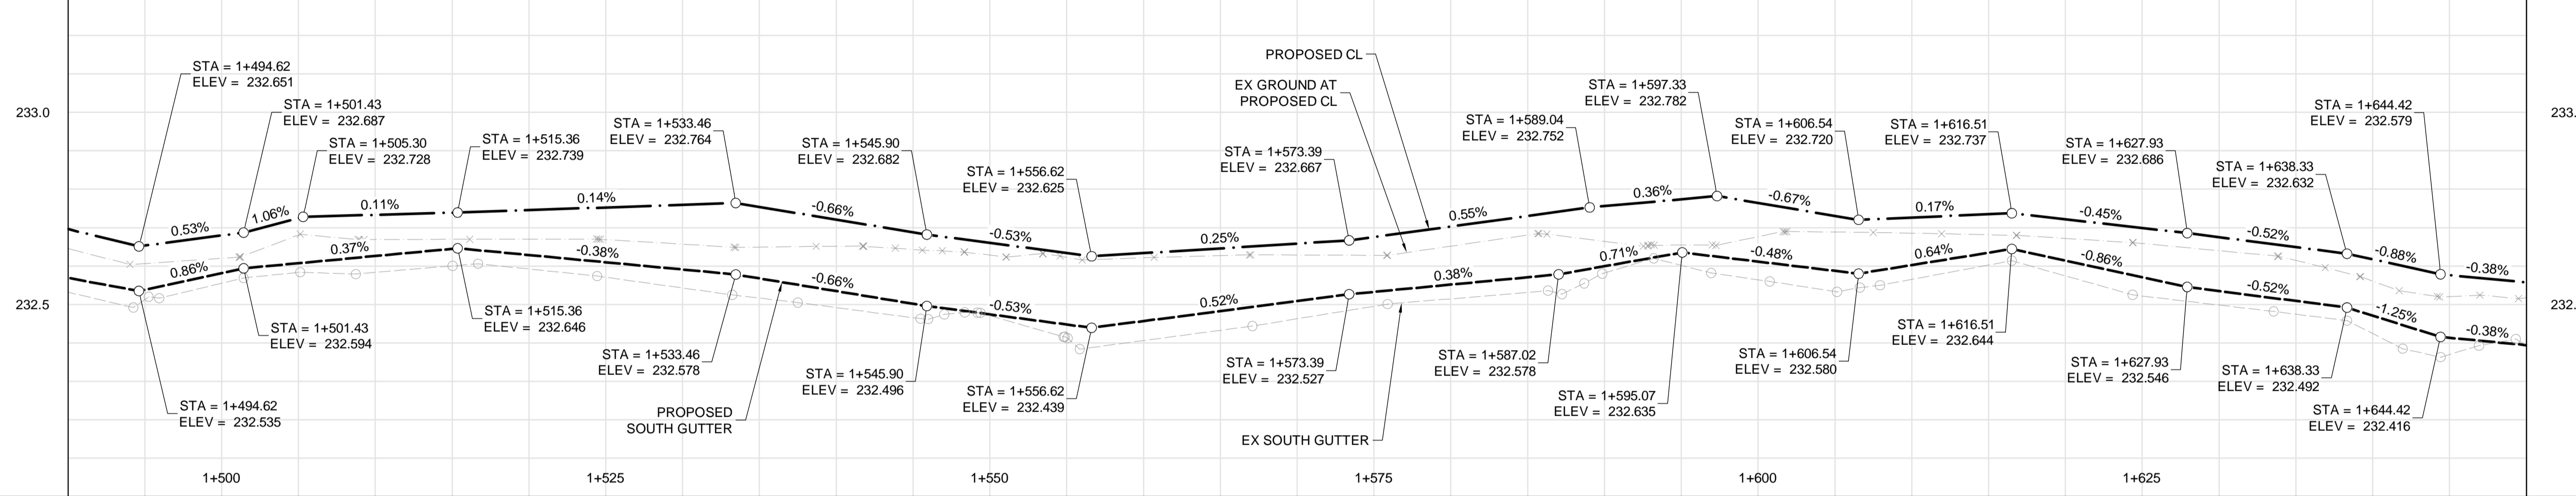 PROPOSED CL
EX GROUND AT
PROPOSED CL
STA = 1+494.62
ELEV = 232.651
STA = 1+501.43
ELEV = 232.687
STA = 1+505.30
ELEV = 232.728
STA = 1+515.36
ELEV = 232.739
STA = 1+533.46
ELEV = 232.764
STA = 1+545.90
ELEV = 232.682
STA = 1+556.62
ELEV = 232.625
STA = 1+573.39
ELEV = 232.667
STA = 1+589.04
ELEV = 232.752
STA = 1+597.33
ELEV = 232.782
STA = 1+606.54
ELEV = 232.720
STA = 1+616.51
ELEV = 232.737
STA = 1+627.93
ELEV = 232.686
STA = 1+638.33
ELEV = 232.632
STA = 1+644.42
ELEV = 232.579
233.0
233.
0.53%
1.06%
0.11%
0.14%
-0.66%
-0.53%
0.25%
0.55%
0.36%
-0.67%
0.17%
-0.45%
-0.52%
-0.88%
-0.38%
0.86%
0.37%
-0.38%
-0.66%
-0.53%
0.52%
0.38%
0.71%
-0.48%
0.64%
-0.86%
-0.52%
-1.25%
-0.38%
232.5
232.
STA = 1+494.62
ELEV = 232.535
STA = 1+501.43
ELEV = 232.594
STA = 1+515.36
ELEV = 232.646
STA = 1+533.46
ELEV = 232.578
PROPOSED
SOUTH GUTTER
STA = 1+545.90
ELEV = 232.496
STA = 1+556.62
ELEV = 232.439
STA = 1+573.39
ELEV = 232.527
EX SOUTH GUTTER
STA = 1+587.02
ELEV = 232.578
STA = 1+595.07
ELEV = 232.635
STA = 1+606.54
ELEV = 232.580
STA = 1+616.51
ELEV = 232.644
STA = 1+627.93
ELEV = 232.546
STA = 1+638.33
ELEV = 232.492
STA = 1+644.42
ELEV = 232.416
1+500
1+525
1+550
1+575
1+600
1+625